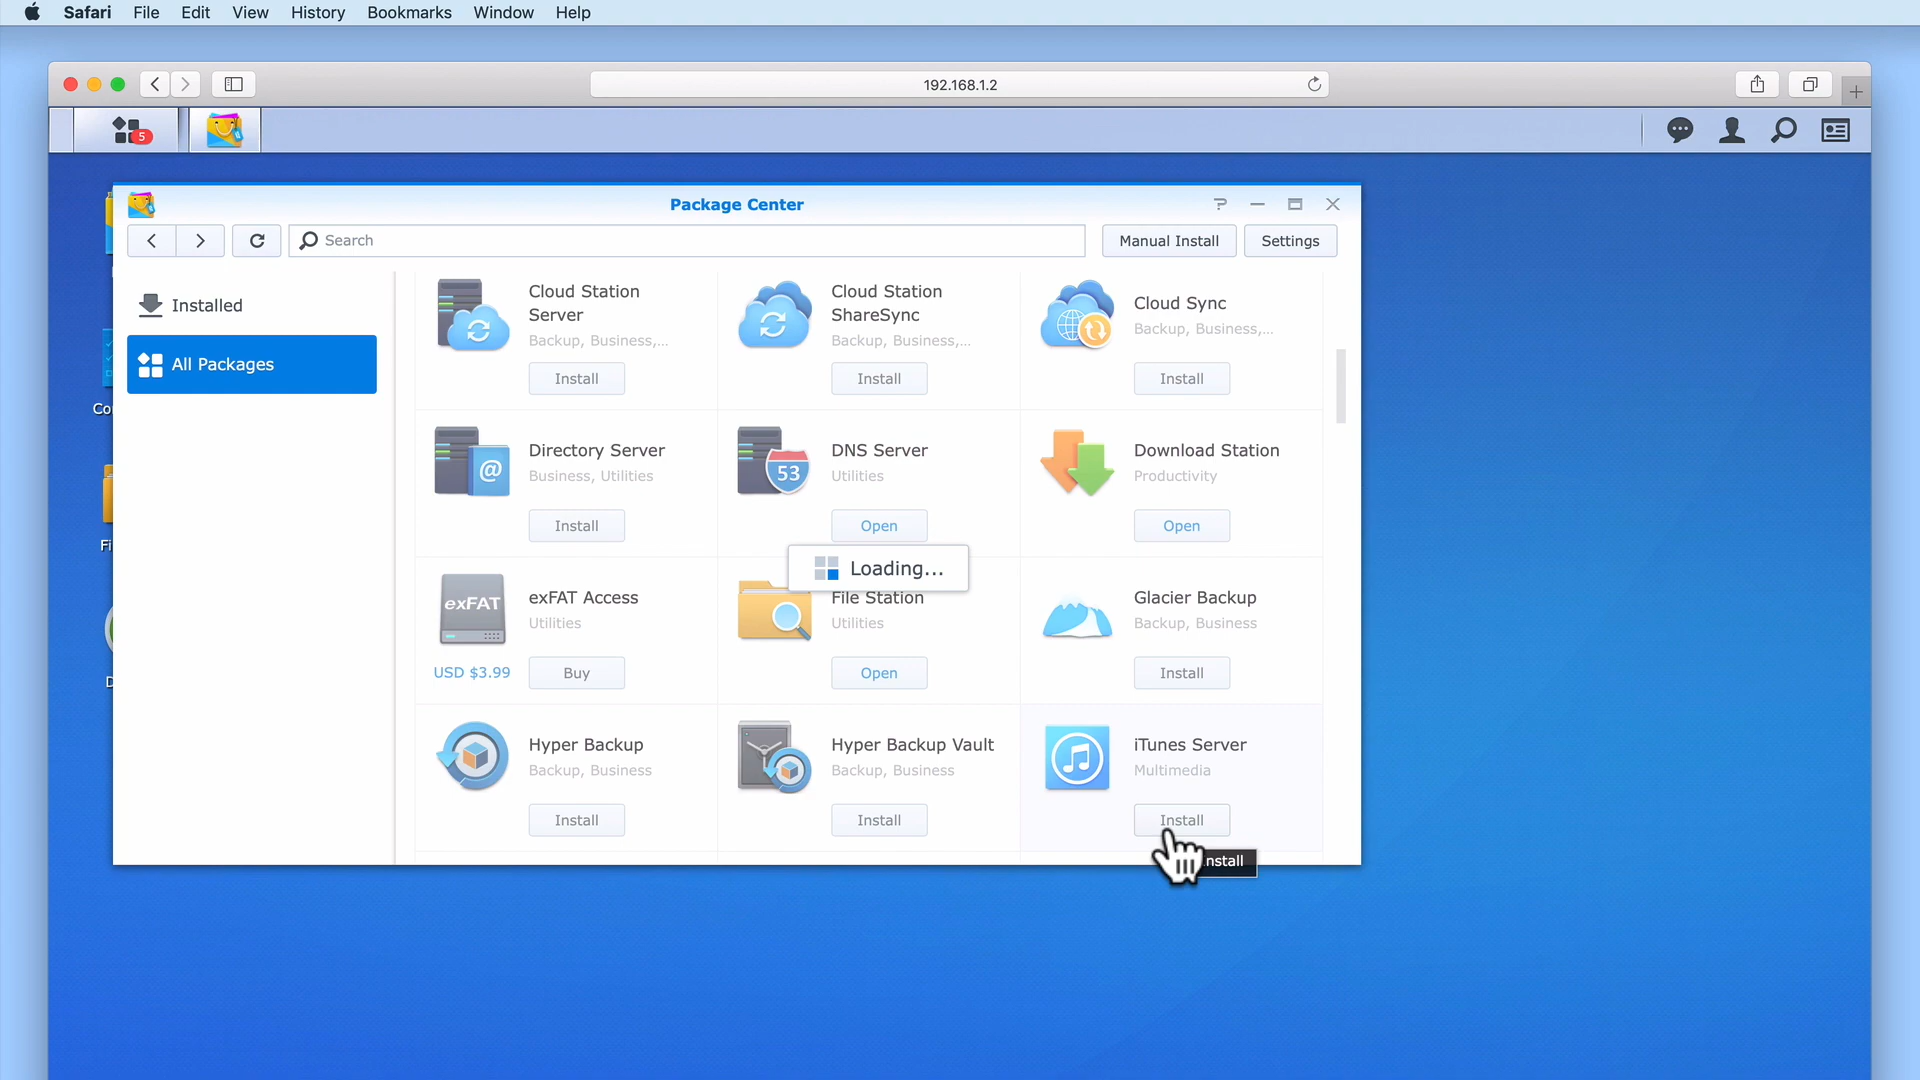 Safari File Edit View History Bookmarks Window Help
192.168.1.2
5
Package Center
Search
Manual Install
Settings
Installed
All Packages
Cloud Station
Server
Backup, Business,...
Install
Cloud Station
ShareSync
Backup, Business,...
Install
Cloud Sync
Backup, Business,...
Install
@
Directory Server
Business, Utilities
Install
53
DNS Server
Utilities
Open
Download Station
Productivity
Open
Loading...
exFAT
exFAT Access
Utilities
USD $3.99
Buy
File Station
Utilities
Open
Glacier Backup
Backup, Business
Install
Hyper Backup
Backup, Business
Install
Hyper Backup Vault
Backup, Business
Install
iTunes Server
Multimedia
Install
nstall
Co
Fi
D